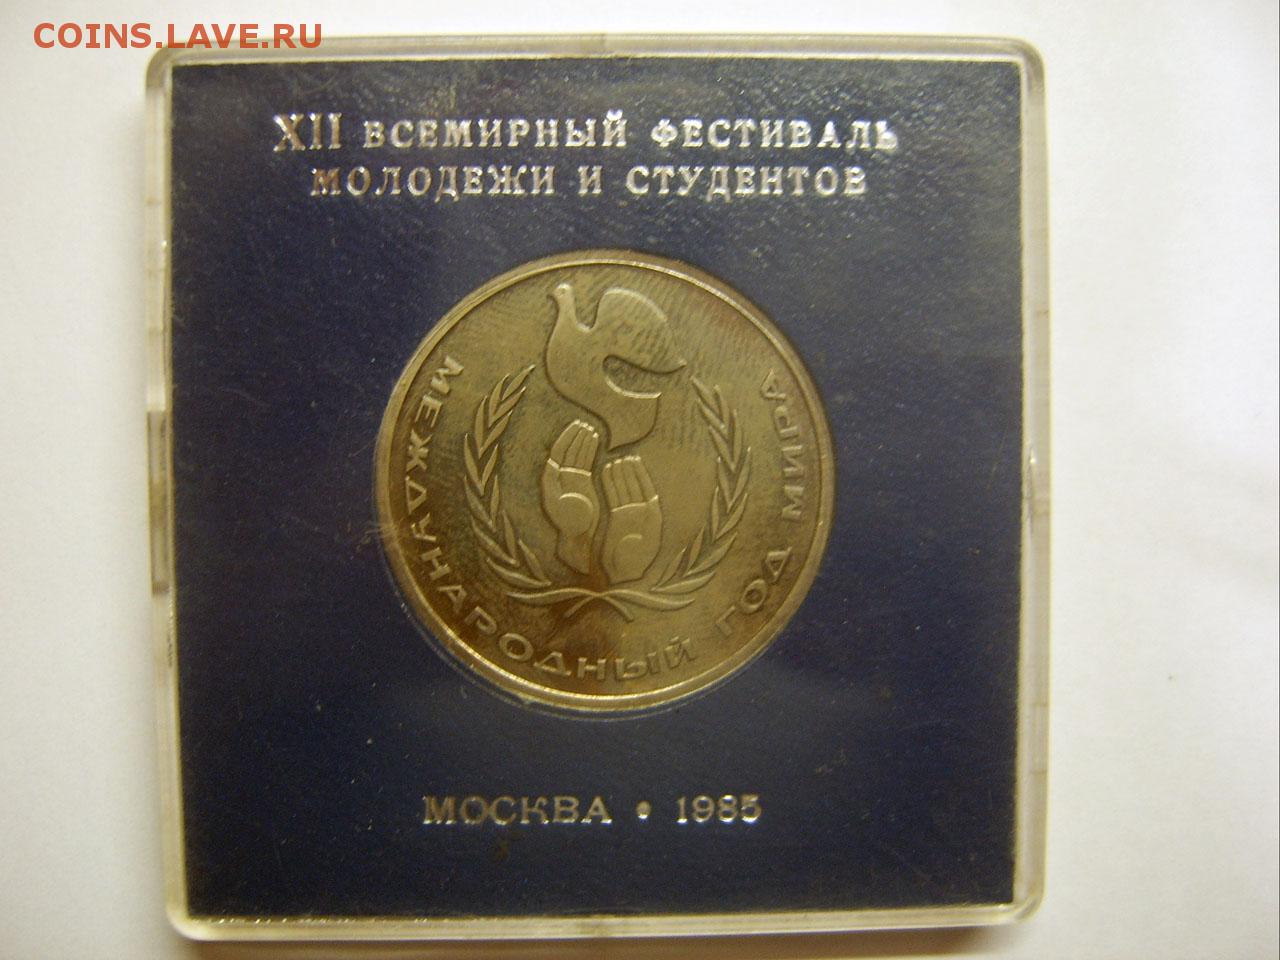 COINS.LAVE.RU
XII ВСЕМИРНЫЙ ФЕСТИВАЛЬ
МОЛОДЕЖИ И СТУДЕНТОВ
МЕЖДУНАРОДНЫЙ ГОД МИРА
МОСКВА • 1985